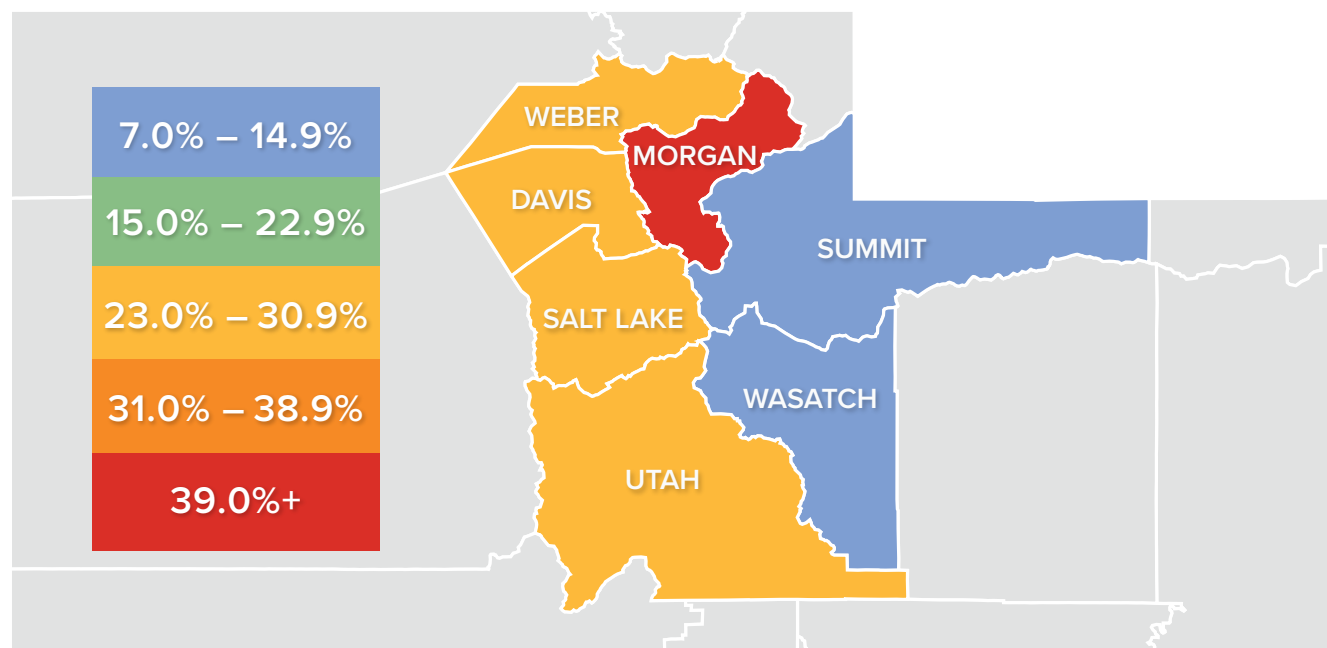 7.0% – 14.9%
15.0% – 22.9%
23.0% – 30.9%
31.0% – 38.9%
39.0%+
WEBER
MORGAN
DAVIS
SUMMIT
SALT LAKE
WASATCH
UTAH